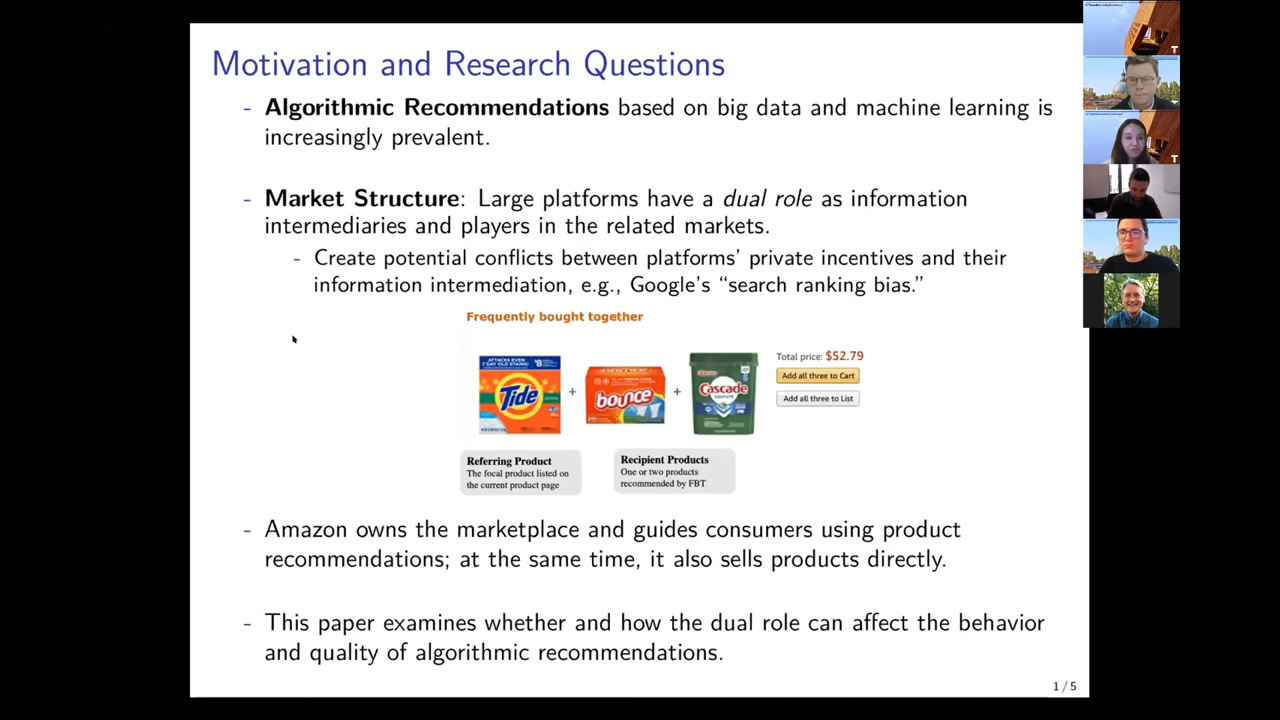 Motivation and Research Questions
- Algorithmic Recommendations based on big data and machine learning is
increasingly prevalent.
- Market Structure: Large platforms have a dual role as information
intermediaries and players in the related markets.
- Create potential conflicts between platforms' private incentives and their
information intermediation, e.g., Google's “search ranking bias.”
Frequently bought together
Tide
+
bounce
+
Cascade
Total price: $52.79
Add all three to Cart
Add all three to List
Referring Product
The focal product listed on
the current product page
Recipient Products
One or two products
recommended by FBT
- Amazon owns the marketplace and guides consumers using product
recommendations; at the same time, it also sells products directly.
- This paper examines whether and how the dual role can affect the behavior
and quality of algorithmic recommendations.
1 / 5